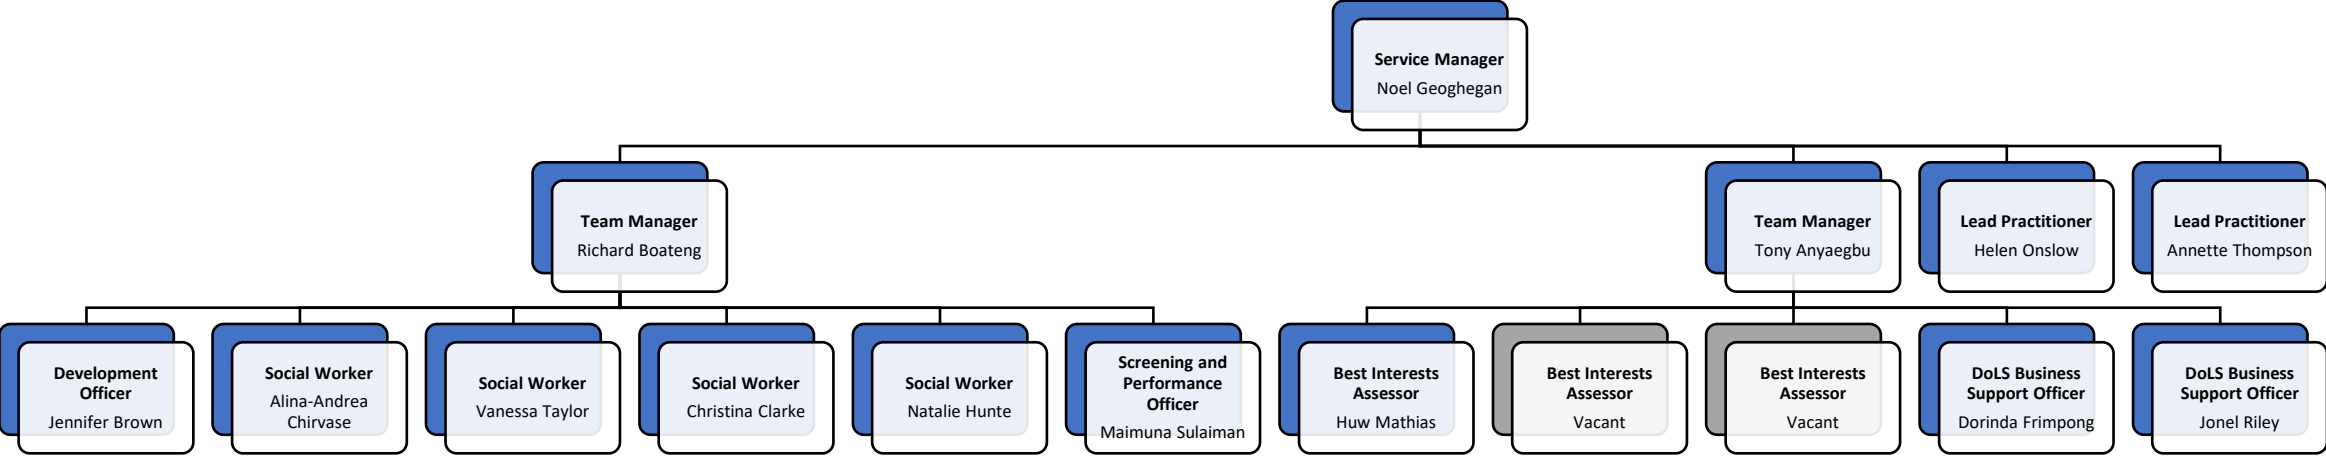 Service Manager
Noel Geoghegan
Team Manager
Richard Boateng
Team Manager
Tony Anyaegbu
Lead Practitioner
Helen Onslow
Lead Practitioner
Annette Thompson
Development
Officer
Jennifer Brown
Social Worker
Alina-Andrea
Chirvase
Social Worker
Vanessa Taylor
Social Worker
Christina Clarke
Social Worker
Natalie Hunte
Screening and
Performance
Officer
Maimuna Sulaiman
Best Interests
Assessor
Huw Mathias
Best Interests
Assessor
Vacant
Best Interests
Assessor
Vacant
DoLS Business
Support Officer
Dorinda Frimpong
DoLS Business
Support Officer
Jonel Riley